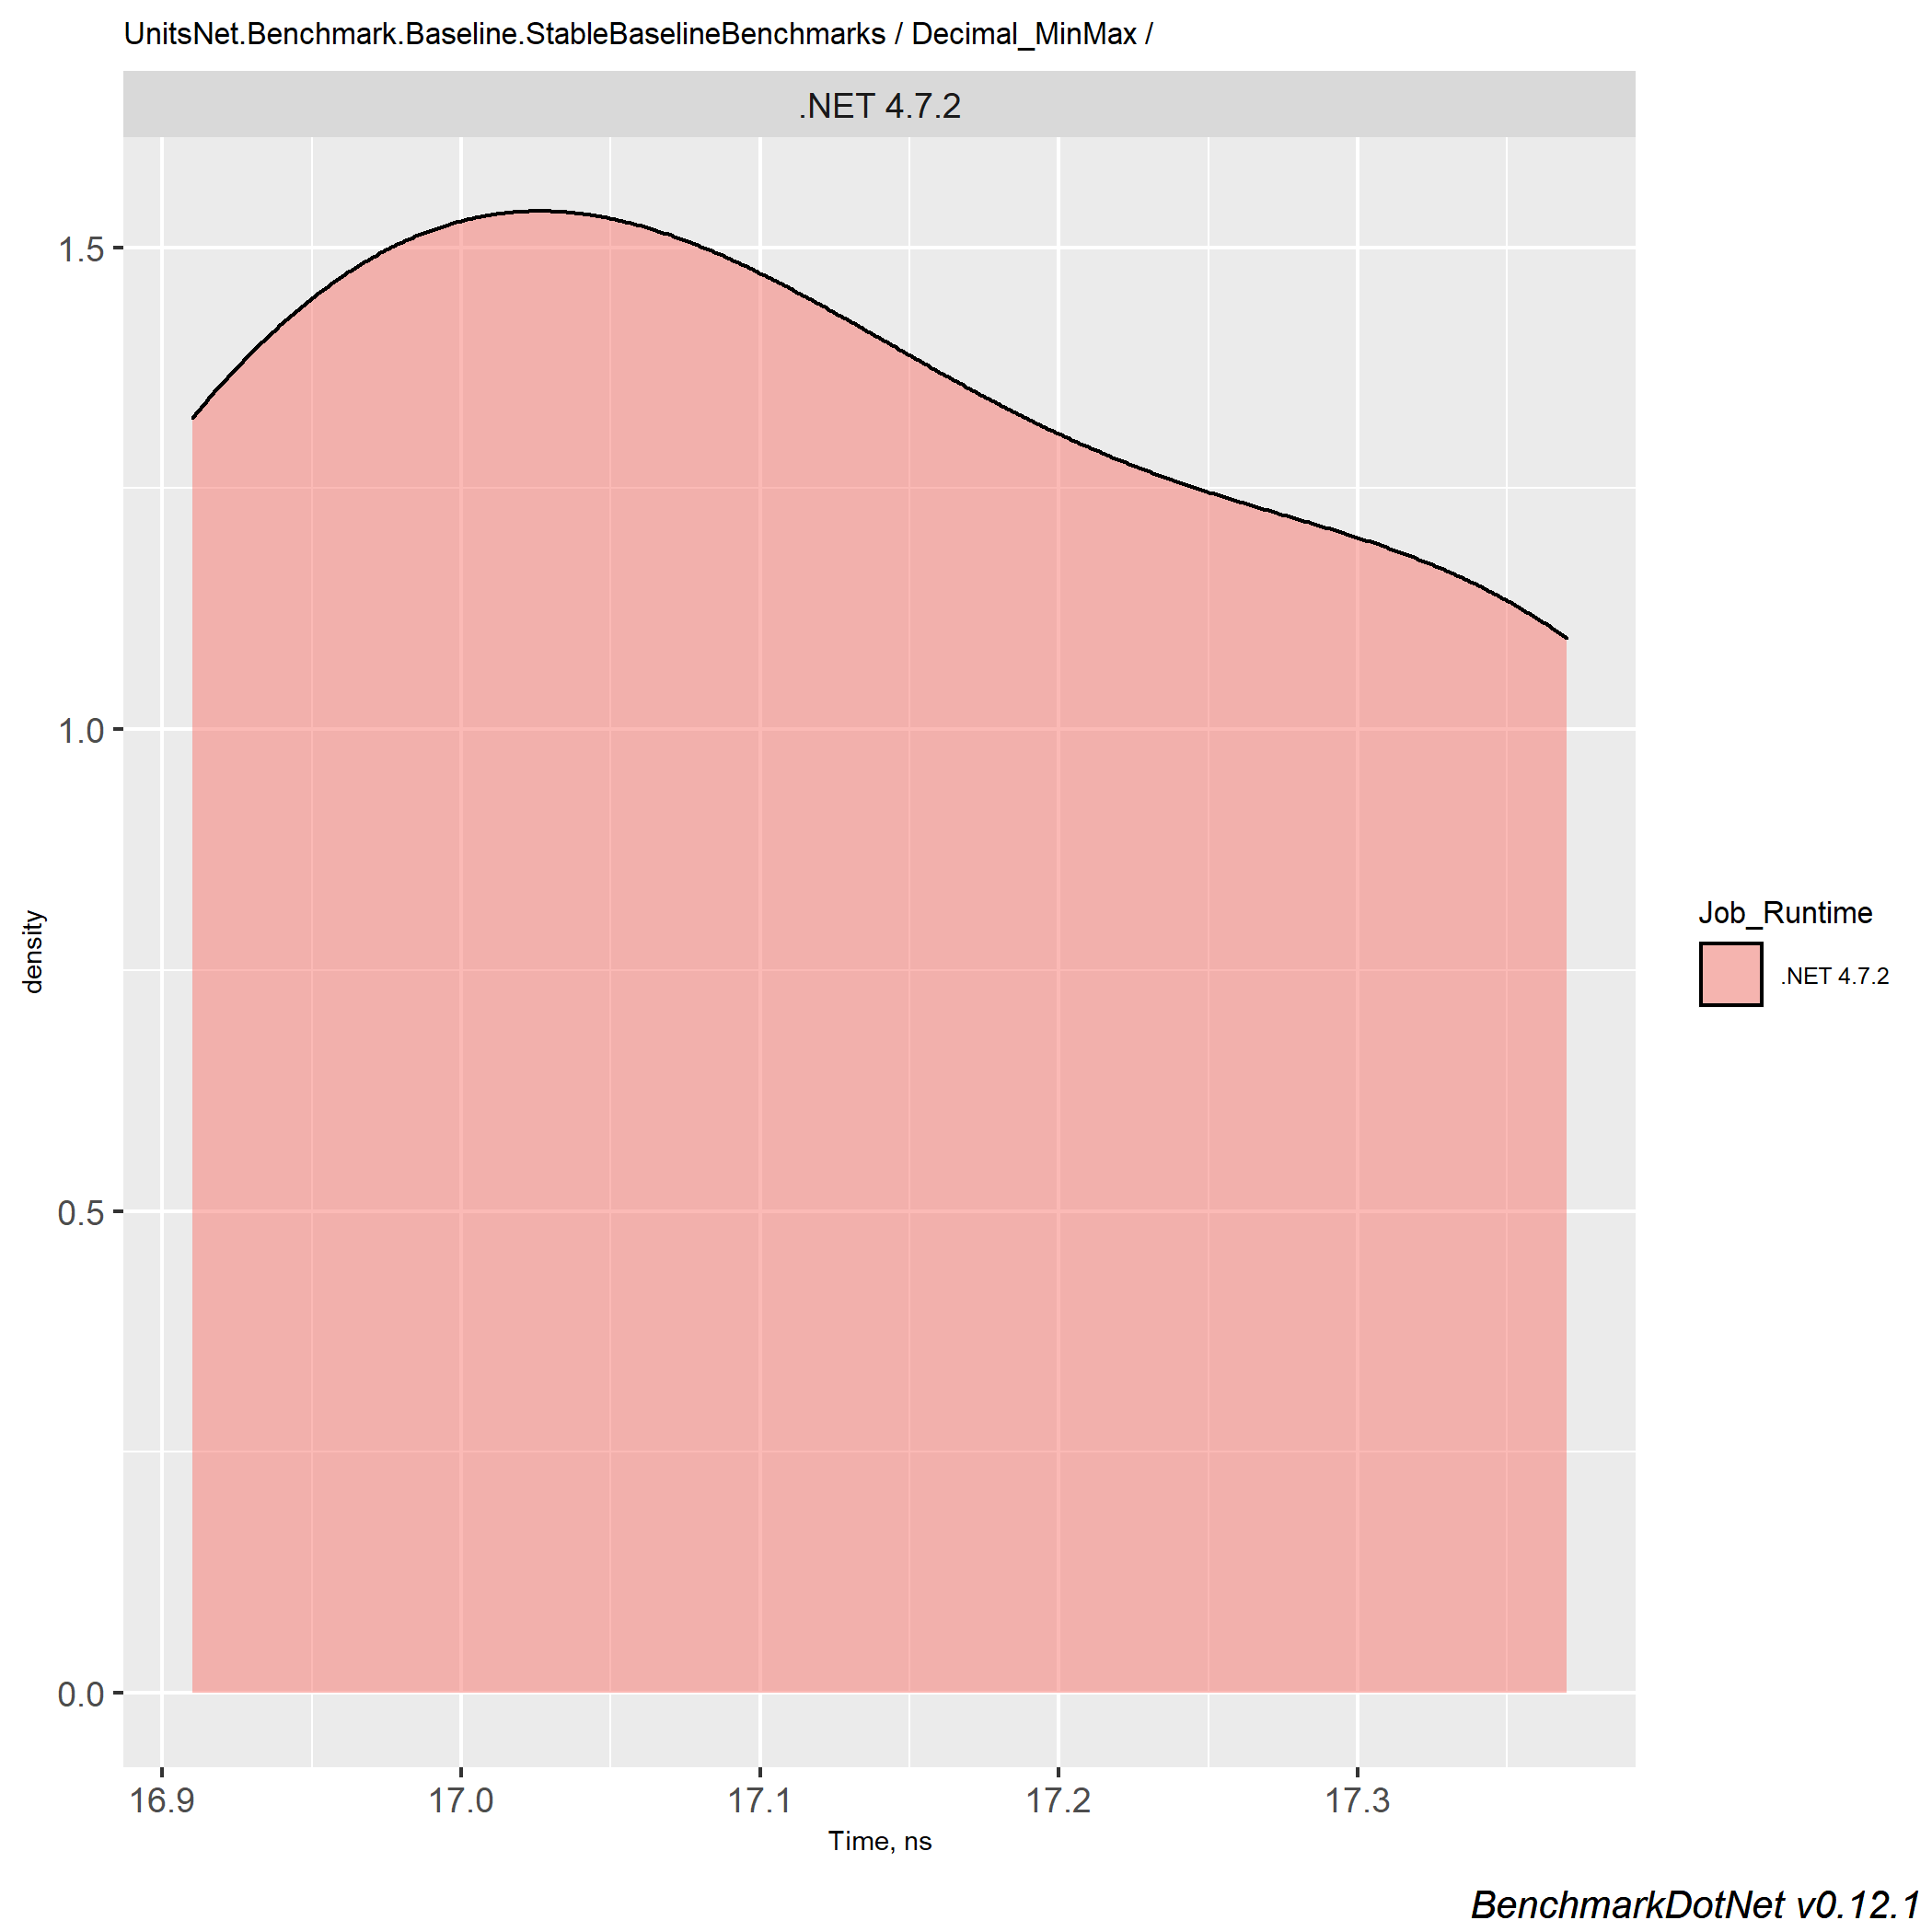 UnitsNet.Benchmark.Baseline.StableBaselineBenchmarks / Decimal_MinMax /
.NET 4.7.2
1.5
1.0
0.5
0.0
density
16.9 17.0 17.1 17.2 17.3
Time, ns
Job_Runtime
.NET 4.7.2
BenchmarkDotNet v0.12.1